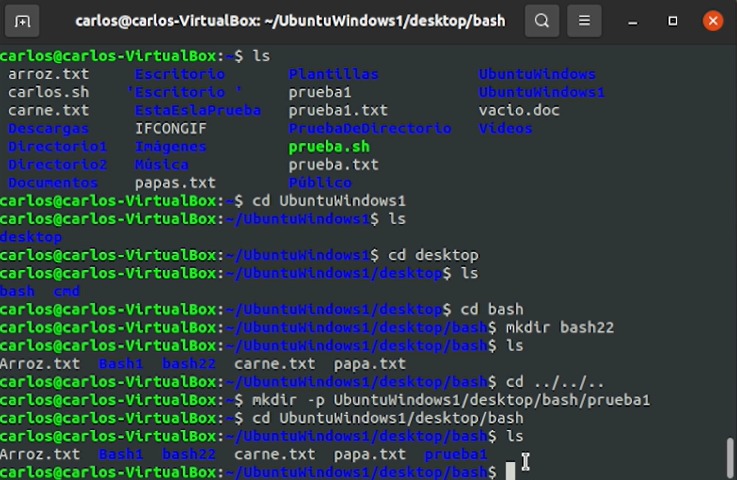 carlos@carlos-VirtualBox: ~/UbuntuWindows1/desktop/bash
carlos@carlos-VirtualBox:~$ ls
arroz.txt Escritorio Plantillas UbuntuWindows
carlos.sh 'Escritorio ' prueba1 UbuntuWindows1
carne.txt EstaEslaPrueba prueba1.txt vacio.doc
Descargas IFCONGIF PruebaDeDirectorio Vídeos
Directorio1 Imágenes prueba.sh
Directorio2 Música prueba.txt
Documentos papas.txt Público
carlos@carlos-VirtualBox:~$ cd UbuntuWindows1
carlos@carlos-VirtualBox:~/UbuntuWindows1$ ls
desktop
carlos@carlos-VirtualBox:~/UbuntuWindows1$ cd desktop
carlos@carlos-VirtualBox:~/UbuntuWindows1/desktop$ ls
bash cmd
carlos@carlos-VirtualBox:~/UbuntuWindows1/desktop$ cd bash
carlos@carlos-VirtualBox:~/UbuntuWindows1/desktop/bash$ mkdir bash22
carlos@carlos-VirtualBox:~/UbuntuWindows1/desktop/bash$ ls
Arroz.txt Bash1 bash22 carne.txt papa.txt
carlos@carlos-VirtualBox:~/UbuntuWindows1/desktop/bash$ cd ../../..
carlos@carlos-VirtualBox:~$ mkdir -p UbuntuWindows1/desktop/bash/prueba1
carlos@carlos-VirtualBox:~$ cd UbuntuWindows1/desktop/bash
carlos@carlos-VirtualBox:~/UbuntuWindows1/desktop/bash$ ls
Arroz.txt Bash1 bash22 carne.txt papa.txt prueba1
carlos@carlos-VirtualBox:~/UbuntuWindows1/desktop/bash$